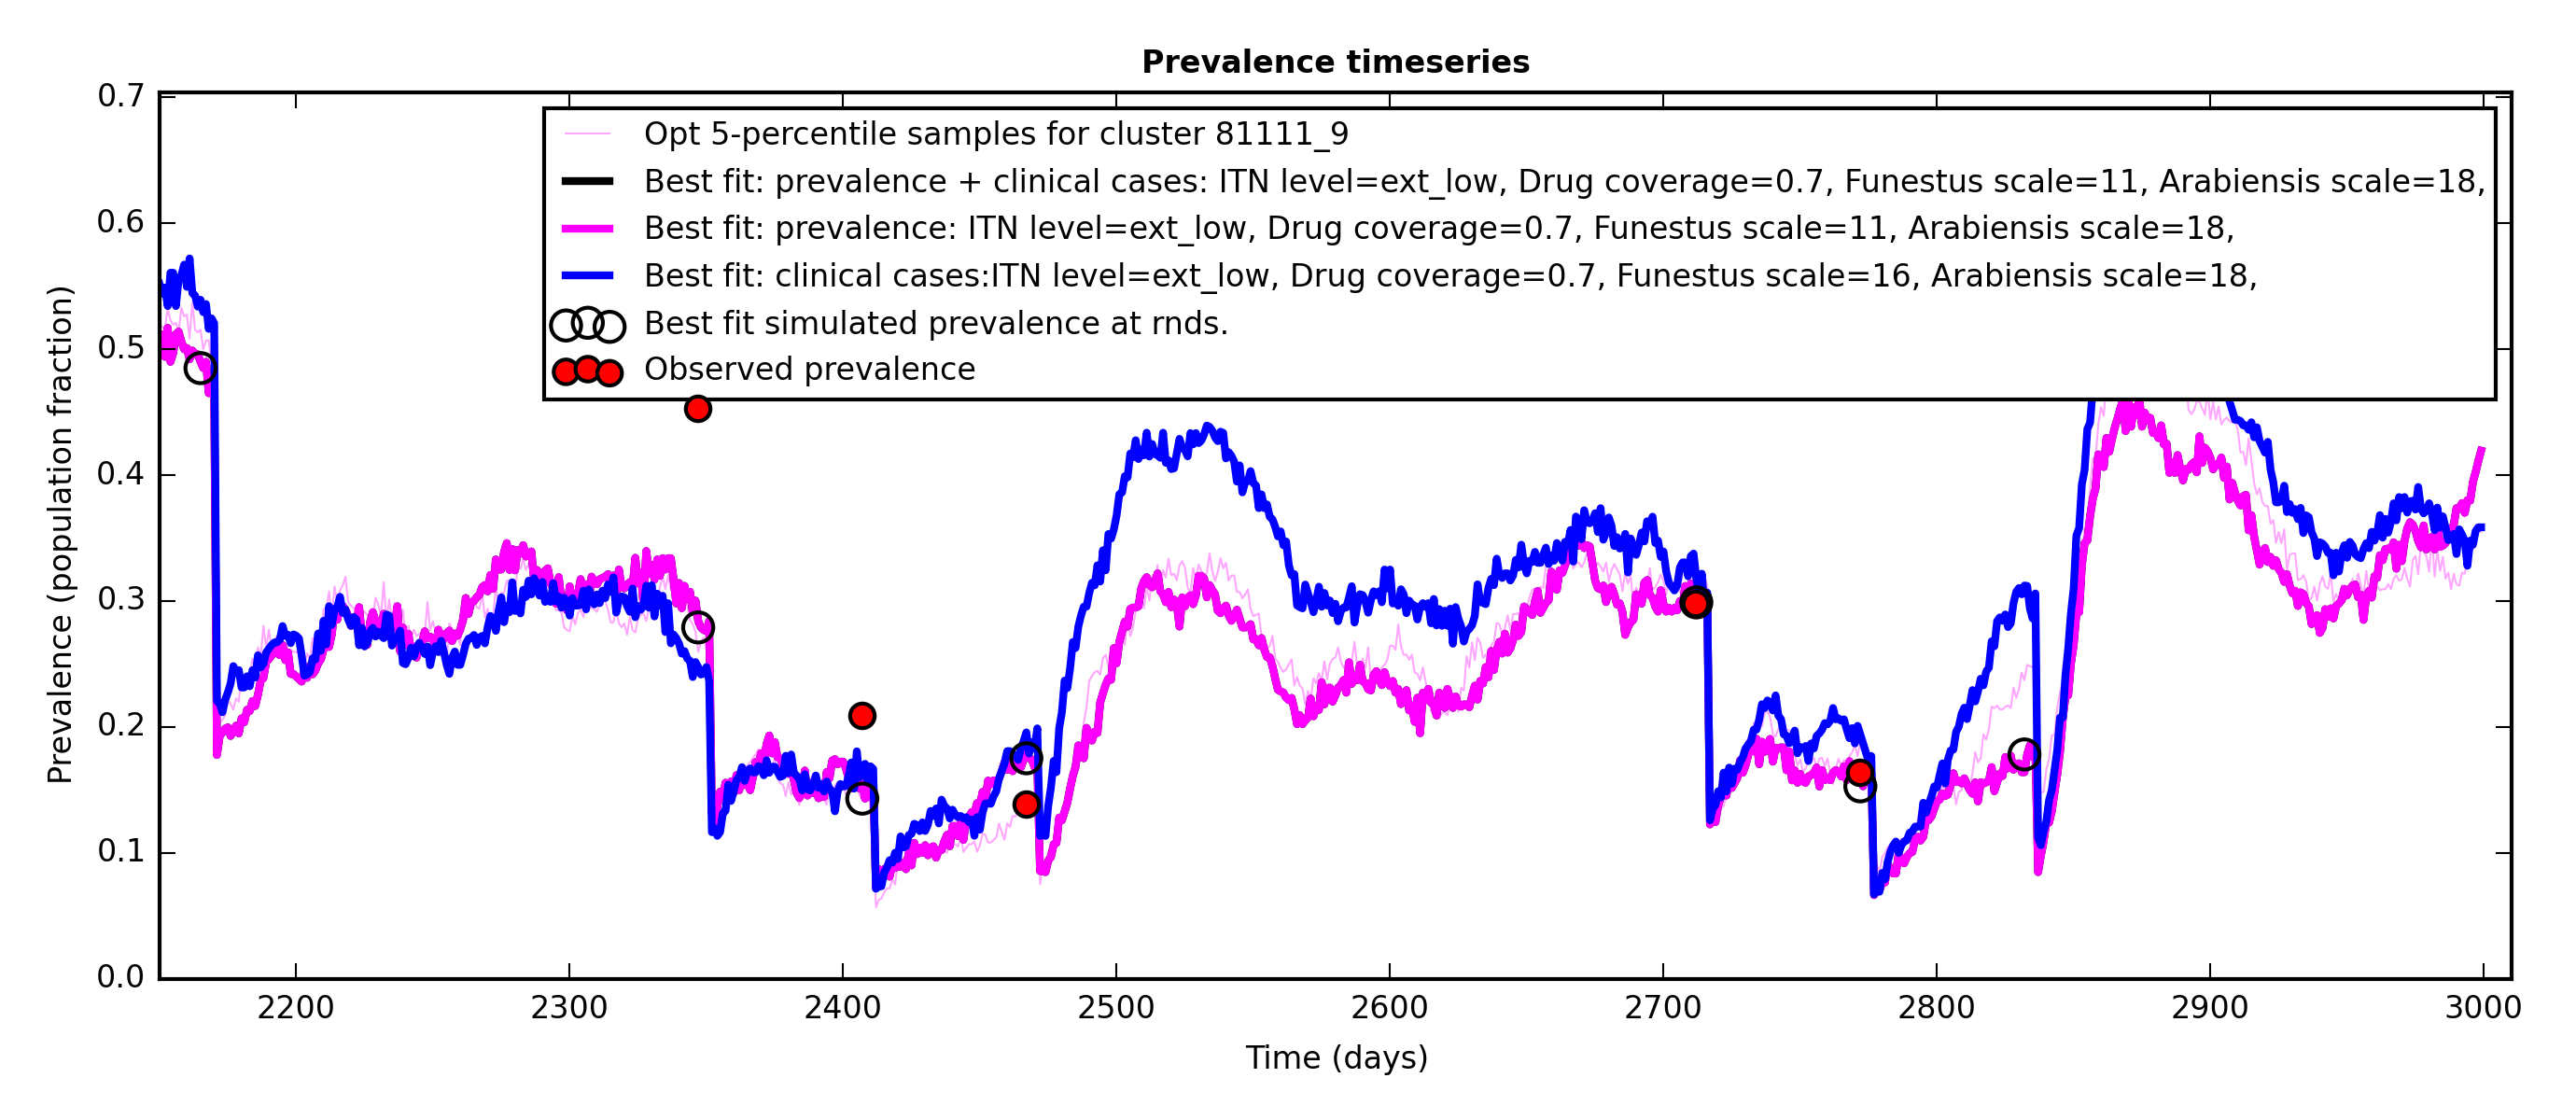 Prevalence timeseries
Opt 5-percentile samples for cluster 81111_9
Best fit: prevalence + clinical cases: ITN level=ext_low, Drug coverage=0.7, Funestus scale=11, Arabiensis scale=18,
Best fit: prevalence: ITN level=ext_low, Drug coverage=0.7, Funestus scale=11, Arabiensis scale=18,
Best fit: clinical cases:ITN level=ext_low, Drug coverage=0.7, Funestus scale=16, Arabiensis scale=18,
Best fit simulated prevalence at rnds.
Observed prevalence
Prevalence (population fraction)
0.7
0.6
0.5
0.4
0.3
0.2
0.1
0.0
2200 2300 2400 2500 2600 2700 2800 2900 3000
Time (days)